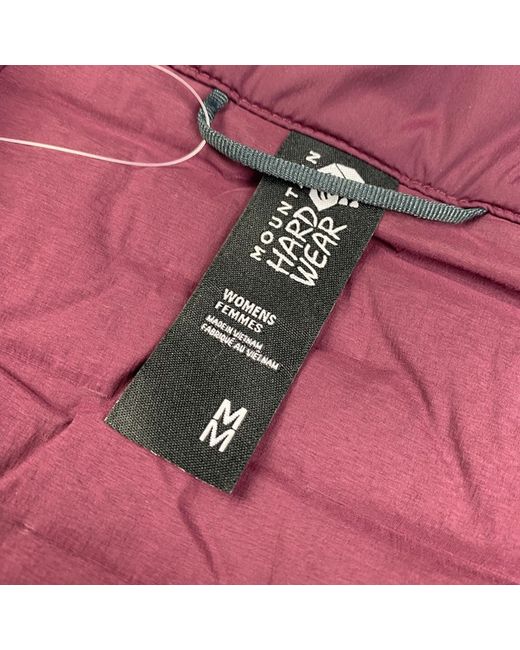 MOUNTAIN
HARD
WEAR
WOMENS
FEMMES
MADE IN VIETNAM
FABRIQUÉ AU VIETNAM
M
M